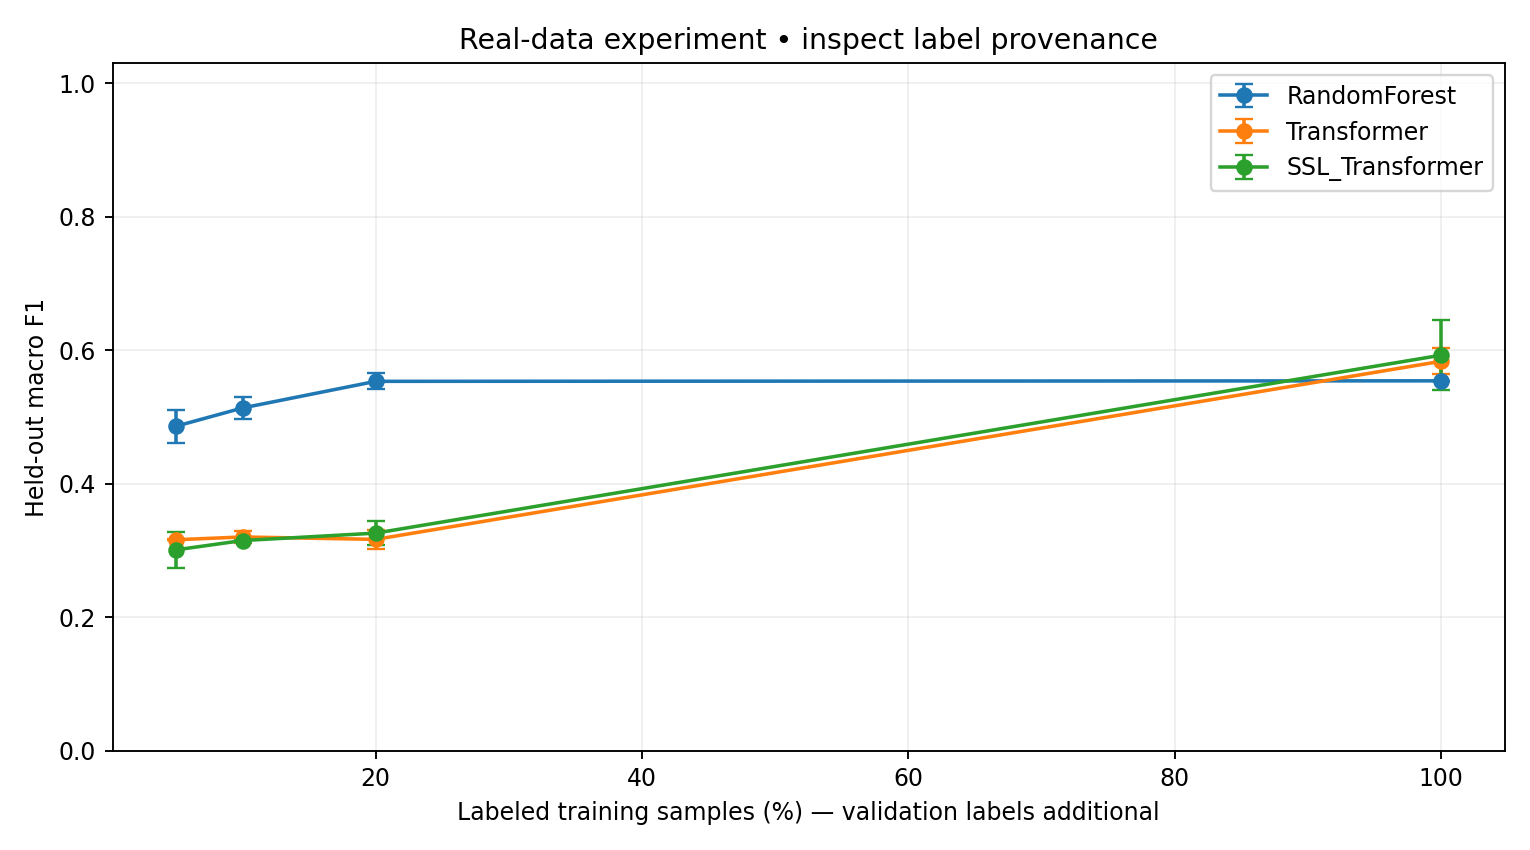 Real-data experiment • inspect label provenance
RandomForest
Transformer
SSL_Transformer
Held-out macro F1
1.0
0.8
0.6
0.4
0.2
0.0
20
40
60
80
100
Labeled training samples (%) — validation labels additional